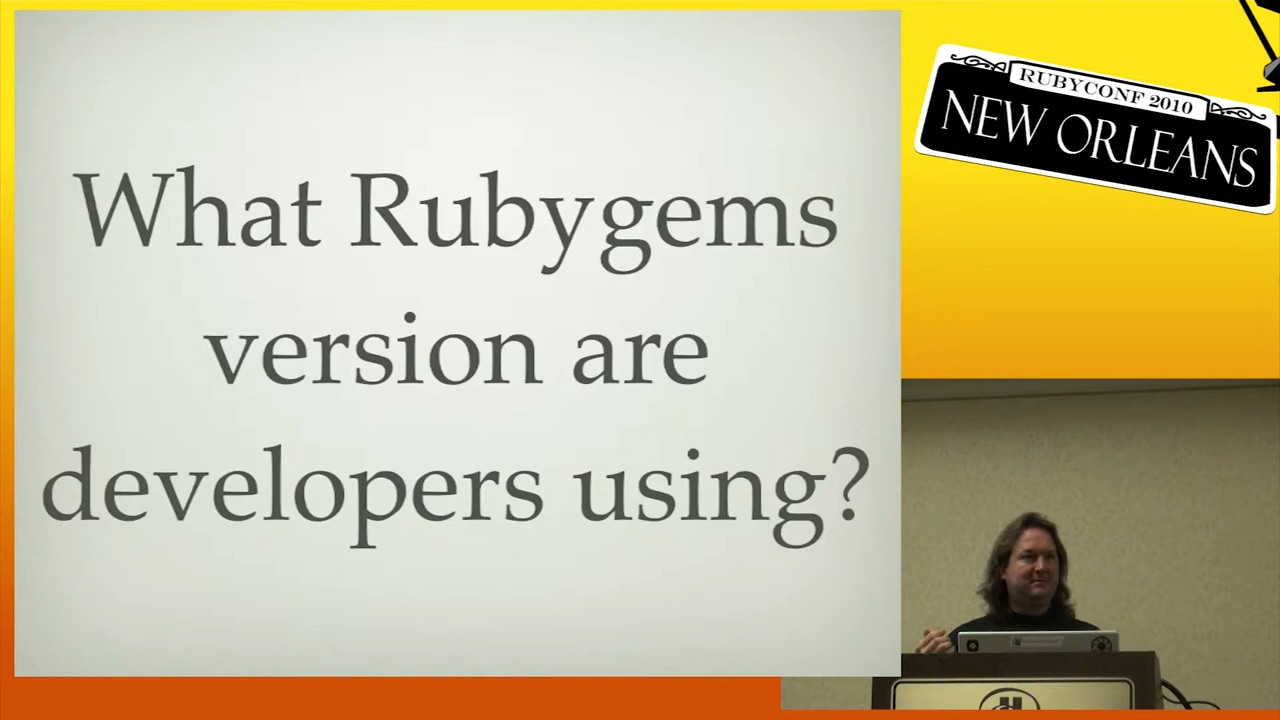 What Rubygems
version are
developers using?
RUBYCONF 2010
NEW ORLEANS